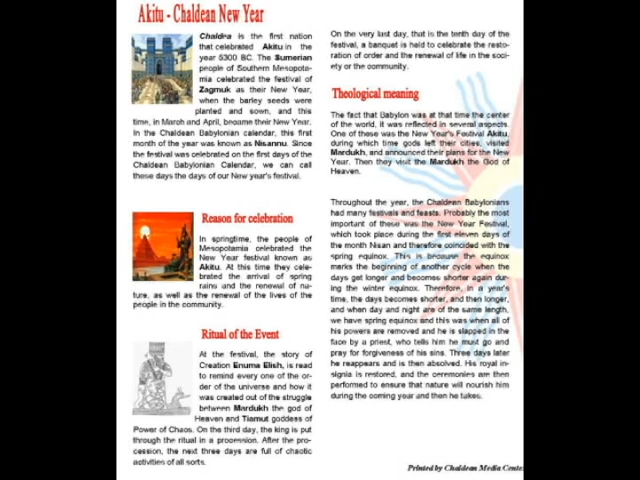 Akitu - Chaldean New Year
Chaldea is the first nation
that celebrated Akitu in the
year 5300 BC. The Sumerian
people of Southern Mesopota-
mia celebrated the festival of
Zagmuk as their New Year,
when the barley seeds were
planted and sown, and this
time, in March and April, became their New Year.
In the Chaldean Babylonian calendar, this first
month of the year was known as Nisannu. Since
the festival was celebrated on the first days of the
Chaldean Babylonian Calendar, we can call
these days the days of our New year's festival.
Reason for celebration
In springtime, the people of
Mesopotamia celebrated the
New Year festival known as
Akitu. At this time they cele-
brated the arrival of spring
rains and the renewal of na-
ture, as well as the renewal of the lives of the
people in the community.
Ritual of the Event
At the festival, the story of
Creation Enuma Elish, is read
to remind every one of the or-
der of the universe and how it
was created out of the struggle
between Mardukh the god of
Heaven and Tiamut goddess of
Power of Chaos. On the third day, the king is put
through the ritual in a procession. After the pro-
cession, the next three days are full of chaotic
activities of all sorts.
On the very last day, that is the tenth day of the
festival, a banquet is held to celebrate the resto-
ration of order and the renewal of life in the soci-
ety or the community.
Theological meaning
The fact that Babylon was at that time the center
of the world, it was reflected in several aspects.
One of these was the New Year's Festival Akitu,
during which time gods left their cities, visited
Mardukh, and announced their plans for the New
Year. Then they visit the Mardukh the God of
Heaven.
Throughout the year, the Chaldean Babylonians
had many festivals and feasts. Probably the most
important of these was the New Year Festival,
which took place during the first eleven days of
the month Nisan and therefore coincided with the
spring equinox. This is because the equinox
marks the beginning of another cycle when the
days get longer and becomes shorter again dur-
ing the winter equinox. Therefore, in a year's
time, the days becomes shorter, and then longer,
and when day and night are of the same length,
we have spring equinox and this was when all of
his powers are removed and he is slapped in the
face by a priest, who tells him he must go and
pray for forgiveness of his sins. Three days later
he reappears and is then absolved. His royal in-
signia is restored, and the ceremonies are then
performed to ensure that nature will nourish him
during the coming year and then he takes.
Printed by Chaldean Media Cente